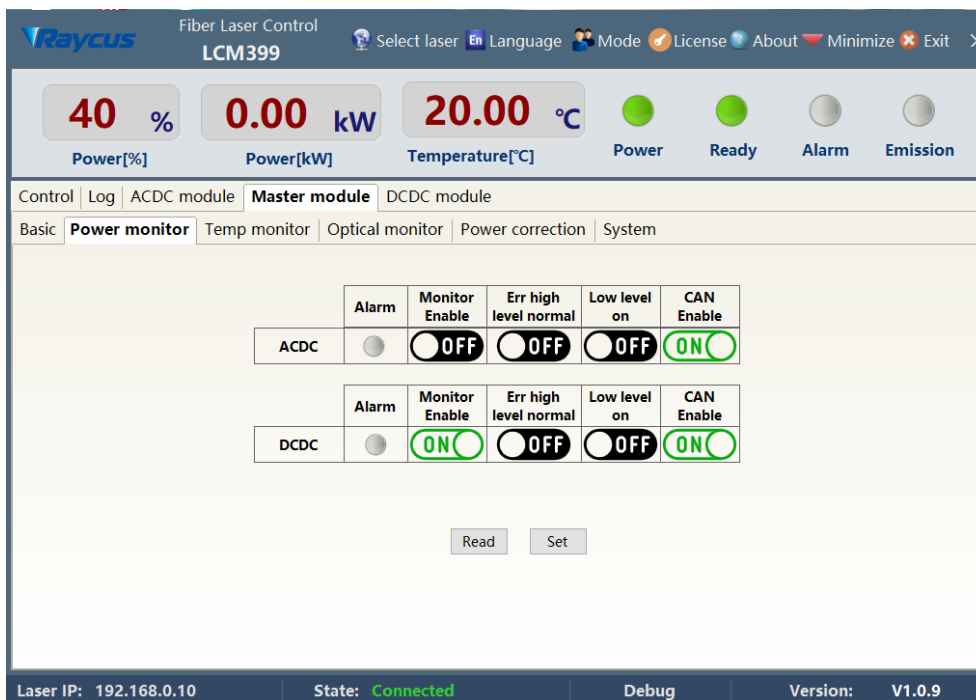 Raycus
Fiber Laser Control
LCM399
Select laser En Language Mode License About Minimize Exit
40 % 0.00 kW 20.00 ℃
Power[%] Power[kW] Temperature[℃] Power Ready Alarm Emission
Control Log ACDC module Master module DCDC module
Basic Power monitor Temp monitor Optical monitor Power correction System
Alarm Monitor Enable Err high level normal Low level on CAN Enable
ACDC OFF OFF OFF ON
Alarm Monitor Enable Err high level normal Low level on CAN Enable
DCDC ON OFF OFF ON
Read Set
Laser IP: 192.168.0.10 State: Connected Debug Version: V1.0.9